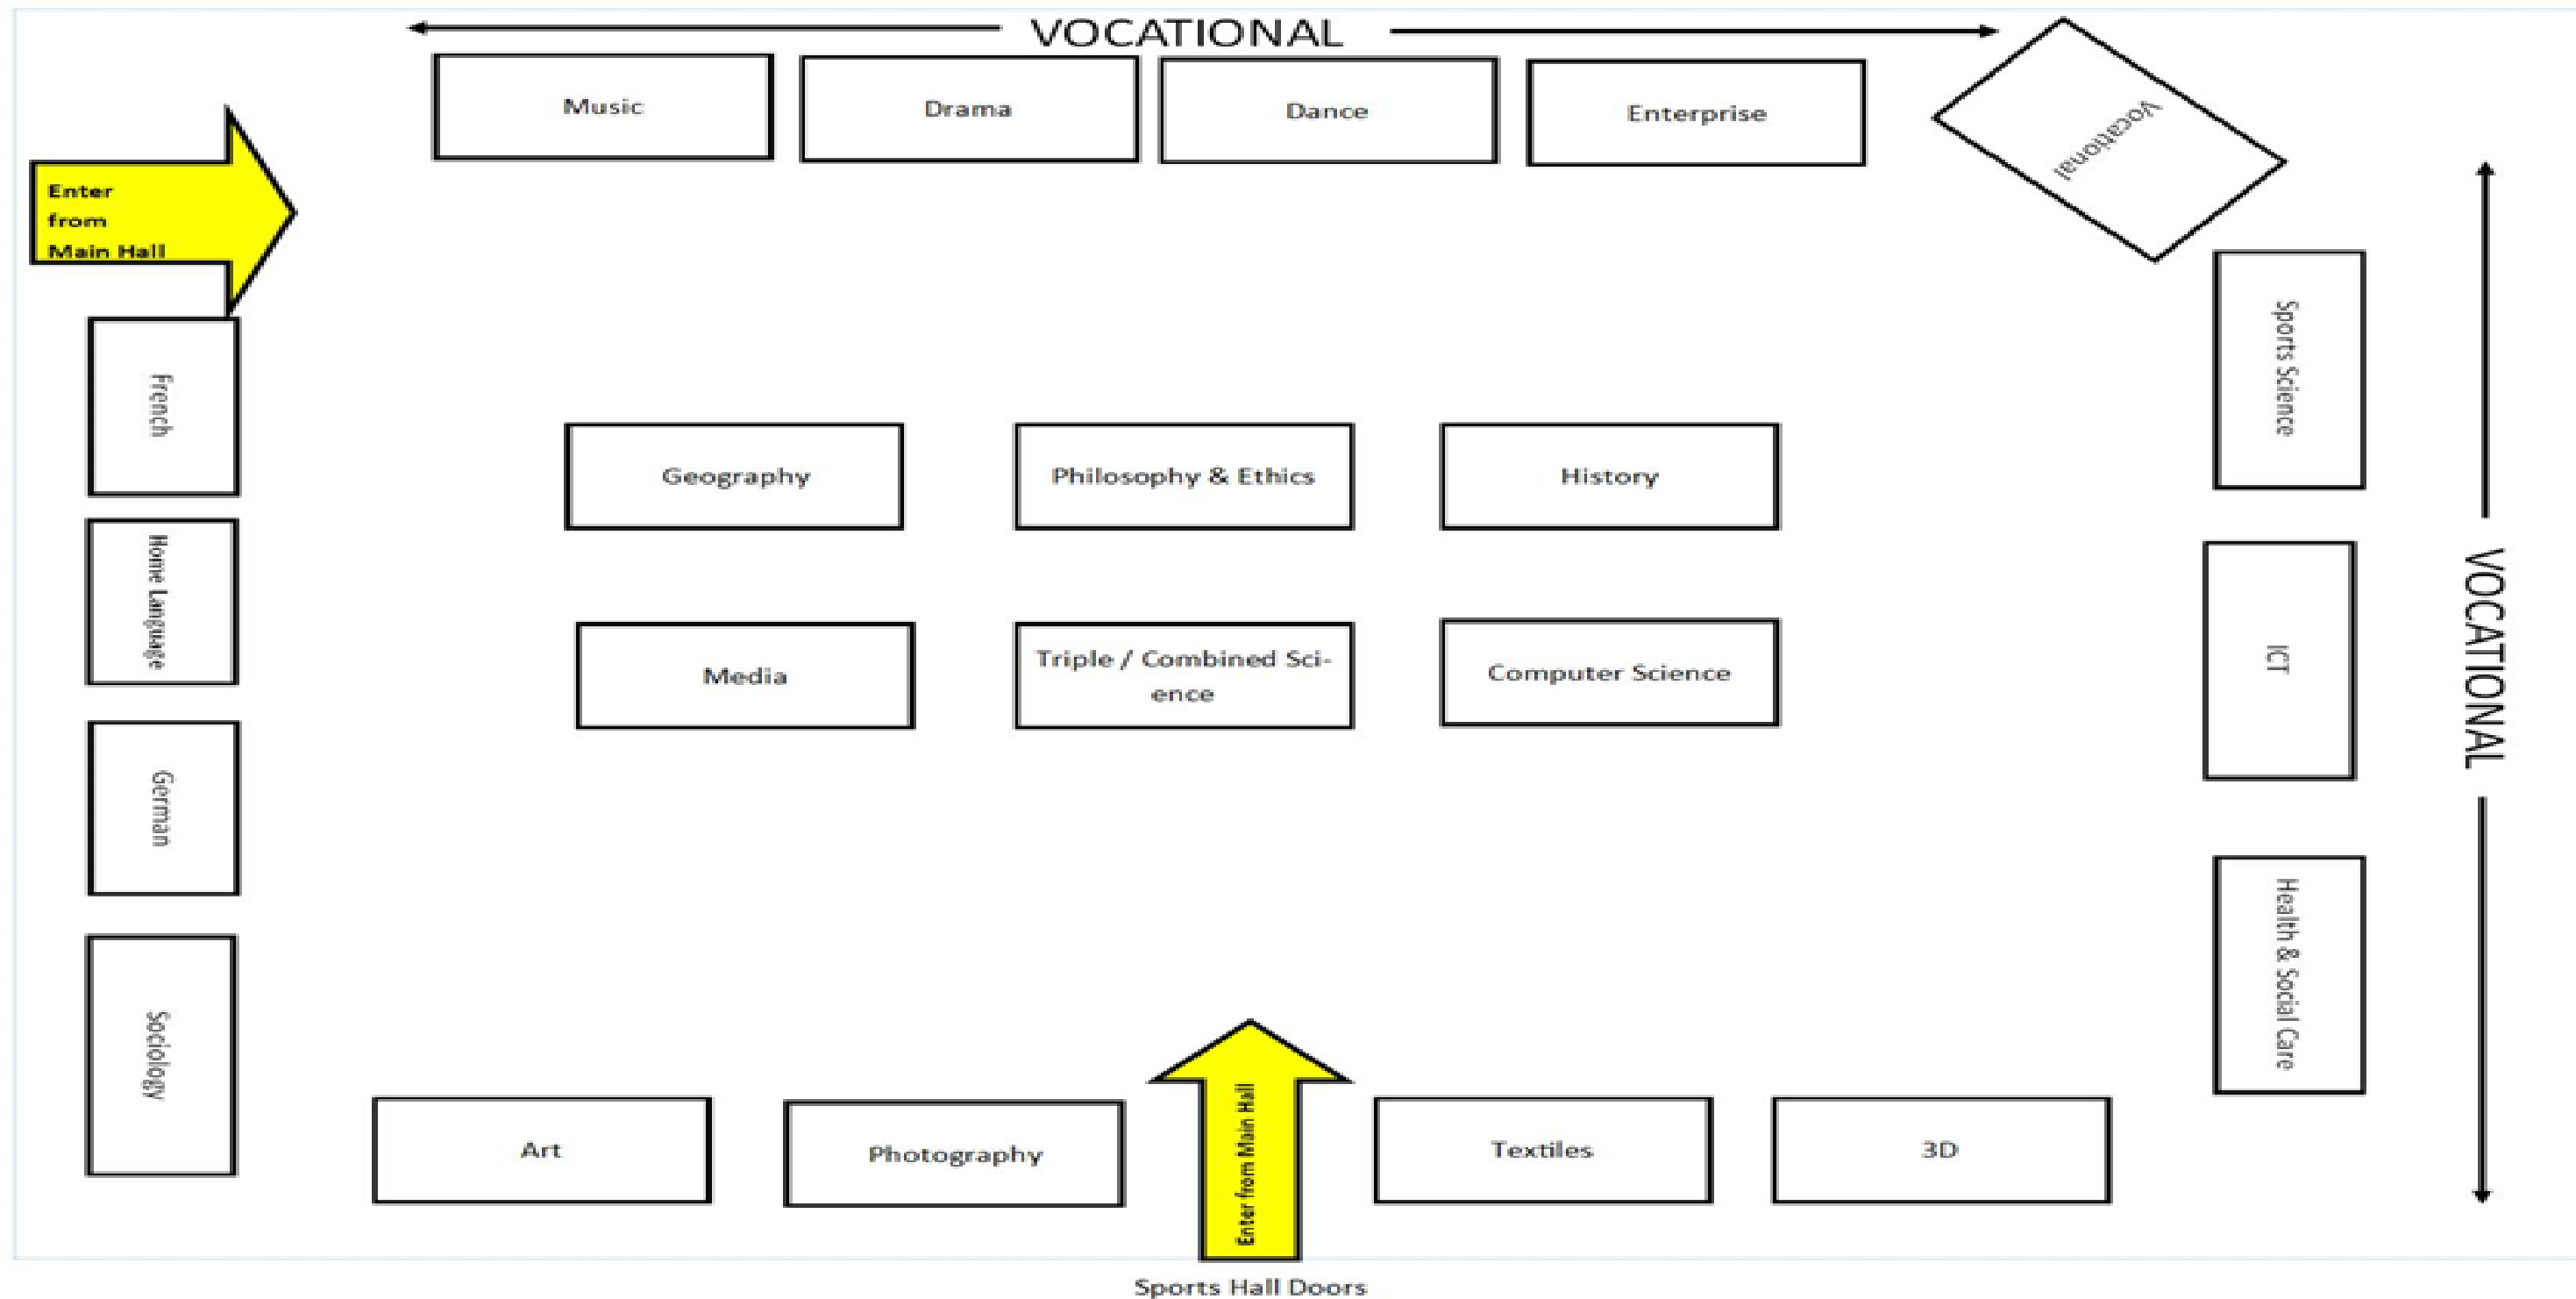 VOCATIONAL
Music
Drama
Dance
Enterprise
Vocational
Enter
from
Main Hall
French
Home Language
German
Sociology
Geography
Philosophy & Ethics
History
Media
Triple / Combined Sci-
ence
Computer Science
Sports Science
ICT
Health & Social Care
VOCATIONAL
Art
Photography
Enter from Main Hall
Textiles
3D
Sports Hall Doors